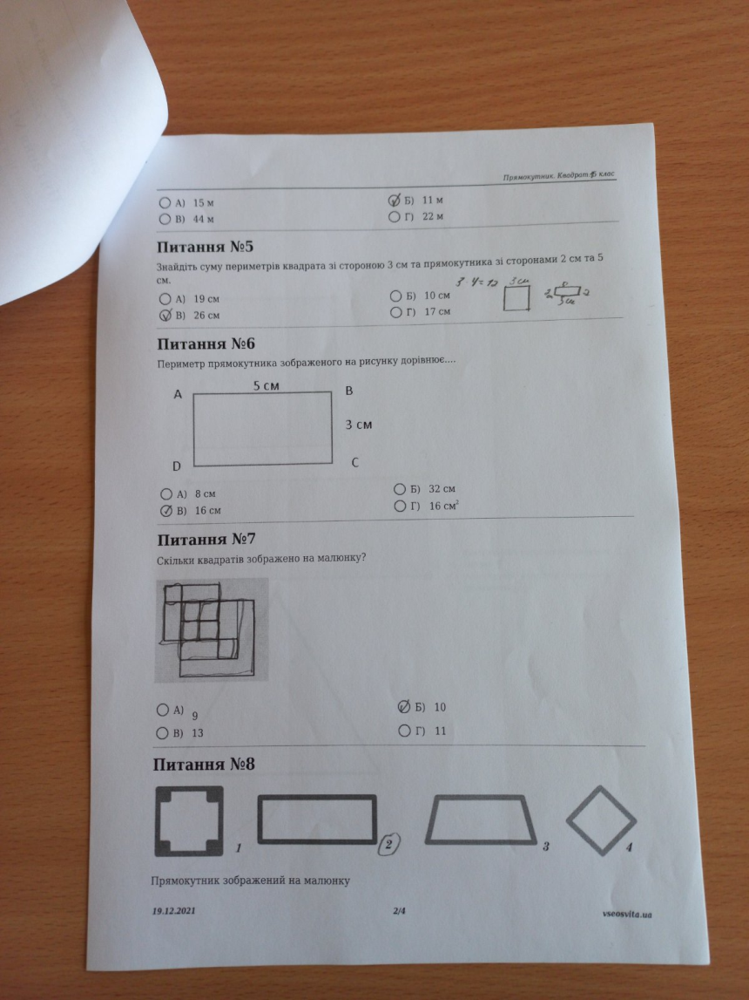 Прямокутник. Квадрат. 5 клас
А) 15 м Б) 11 м
В) 44 м Г) 22 м
Питання №5
Знайдіть суму периметрів квадрата зі стороною 3 см та прямокутника зі сторонами 2 см та 5
см.
3 · 4 = 12 3 см
А) 19 см Б) 10 см
5 см
В) 26 см Г) 17 см
Питання №6
Периметр прямокутника зображеного на рисунку дорівнює....
5 см
А В
3 см
D С
А) 8 см Б) 32 см
В) 16 см Г) 16 см²
Питання №7
Скільки квадратів зображено на малюнку?
А) 9 Б) 10
В) 13 Г) 11
Питання №8
1 2 3 4
Прямокутник зображений на малюнку
19.12.2021 2/4 vseosvita.ua